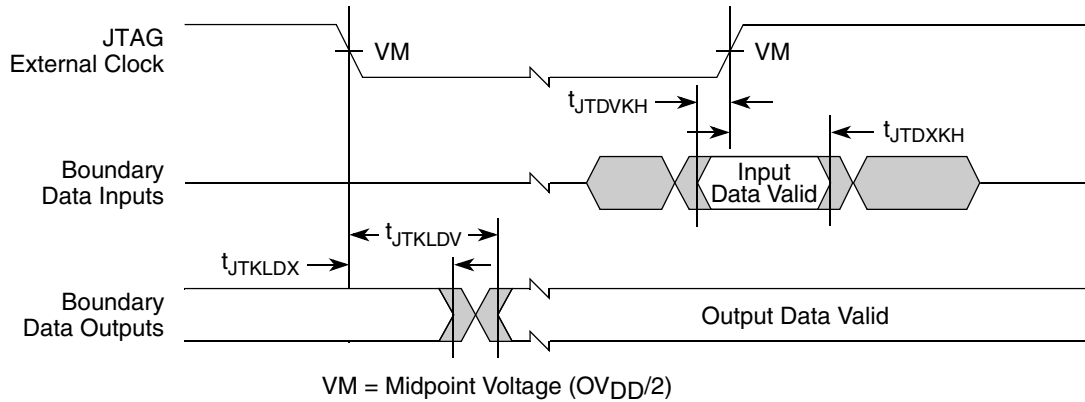 JTAG
External Clock
VM
VM
tJTDVKH
tJTDXKH
Boundary
Data Inputs
Input
Data Valid
tJTKLDV
tJTKLDX
Boundary
Data Outputs
Output Data Valid
VM = Midpoint Voltage (OVDD/2)